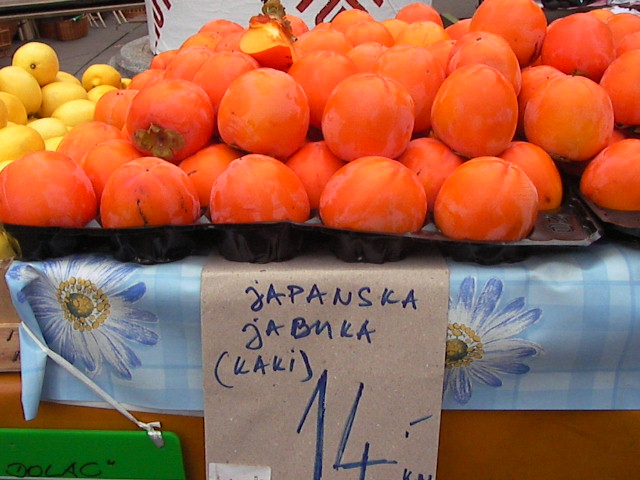 jAPANSKA
jABUKA
(KAKI)
14.-
KN
DOLAC"